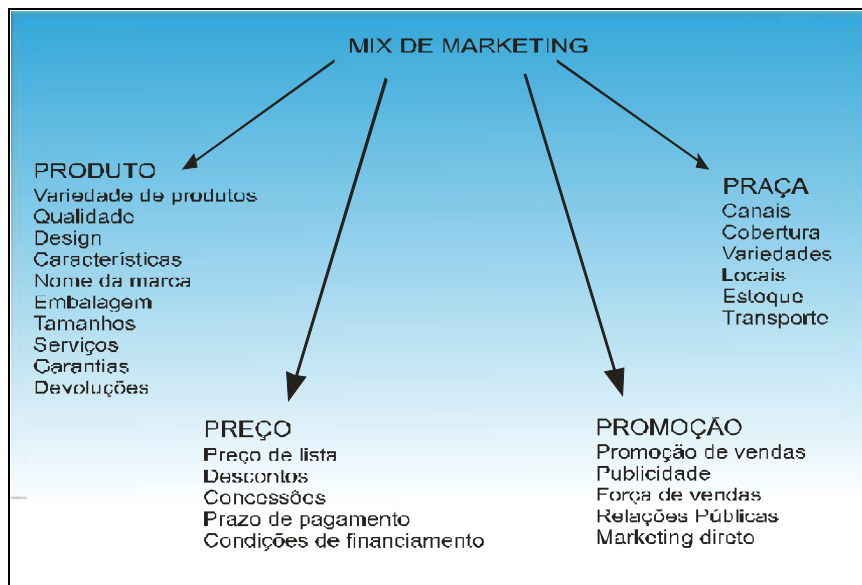 MIX DE MARKETING
PRODUTO
Variedade de produtos
Qualidade
Design
Características
Nome da marca
Embalagem
Tamanhos
Serviços
Garantias
Devoluções
PREÇO
Preço de lista
Descontos
Concessões
Prazo de pagamento
Condições de financiamento
PROMOÇÃO
Promoção de vendas
Publicidade
Força de vendas
Relações Públicas
Marketing direto
PRAÇA
Canais
Cobertura
Variedades
Locais
Estoque
Transporte